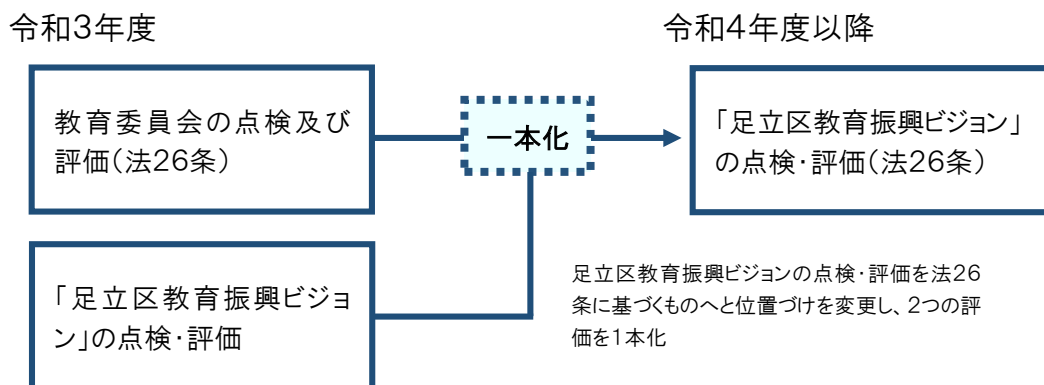 令和3年度
教育委員会の点検及び
評価(法26条)
「足立区教育振興ビジョ
ン」の点検・評価
一本化
令和4年度以降
「足立区教育振興ビジョン」
の点検・評価(法26条)
足立区教育振興ビジョンの点検・評価を法26
条に基づくものへと位置づけを変更し、2つの評
価を1本化